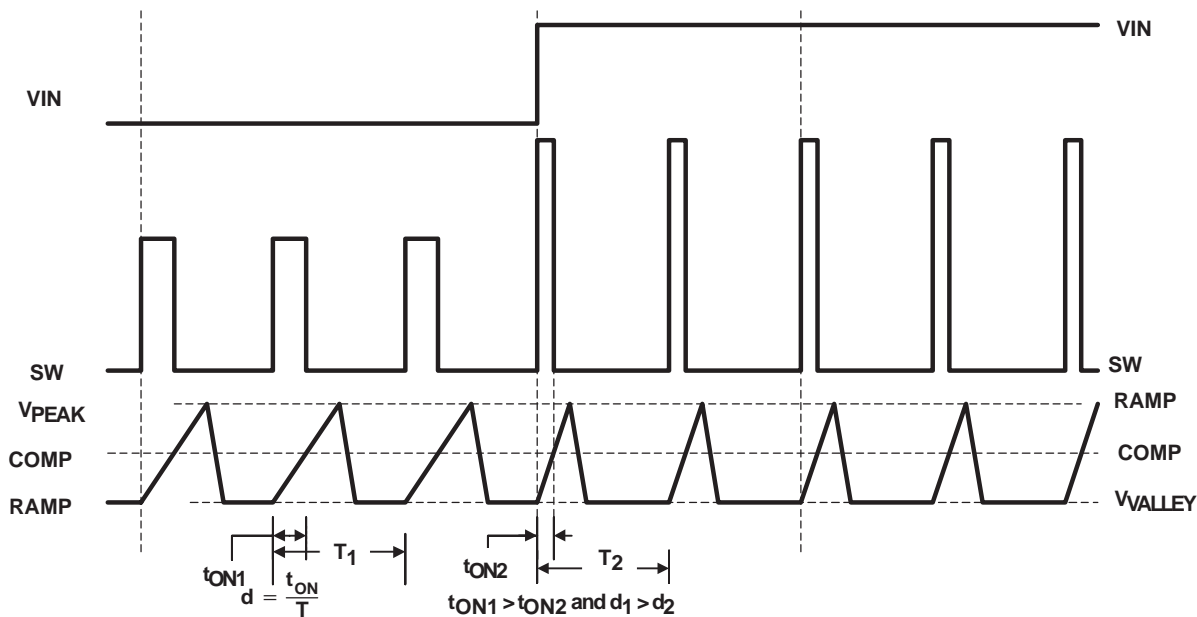 VIN
VIN
SW
SW
VPEAK
RAMP
COMP
COMP
RAMP
VVALLEY
tON1
T1
tON2
T2
d = tON/T
tON1 > tON2 and d1 > d2